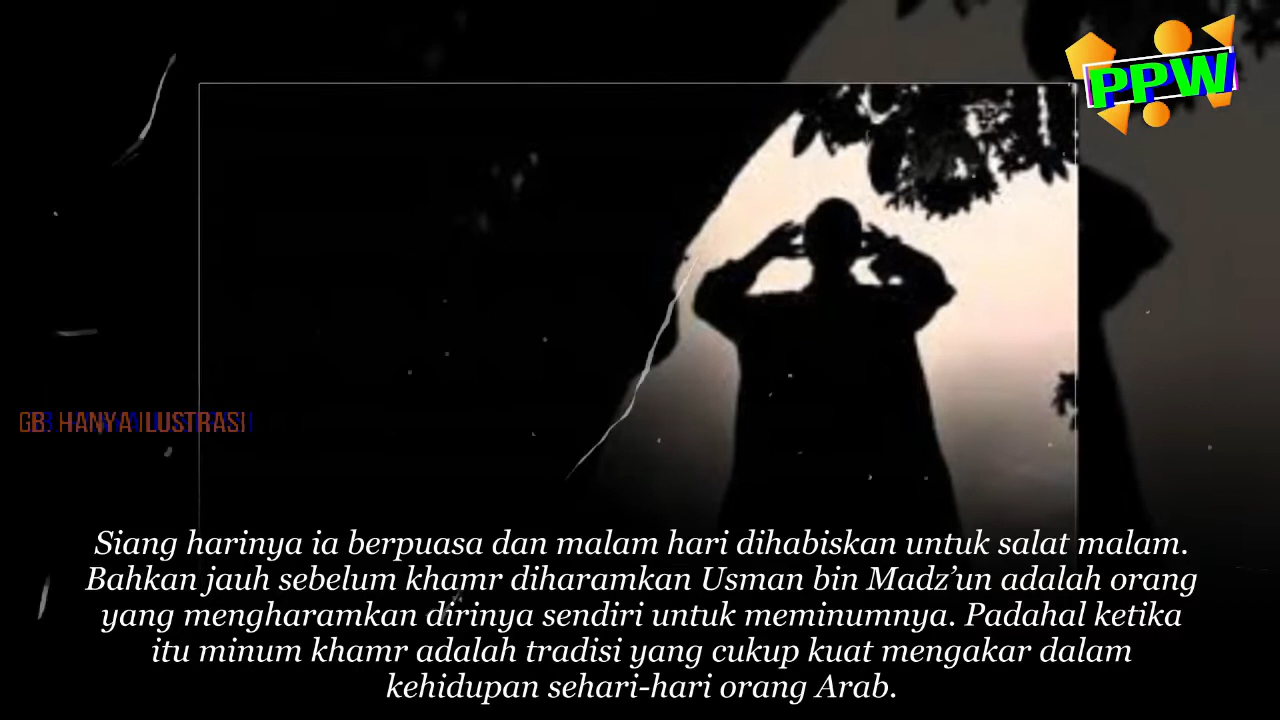 PPW
GB. HANYA ILUSTRASI
Siang harinya ia berpuasa dan malam hari dihabiskan untuk salat malam.
Bahkan jauh sebelum khamr diharamkan Usman bin Madz’un adalah orang
yang mengharamkan dirinya sendiri untuk meminumnya. Padahal ketika
itu minum khamr adalah tradisi yang cukup kuat mengakar dalam
kehidupan sehari-hari orang Arab.